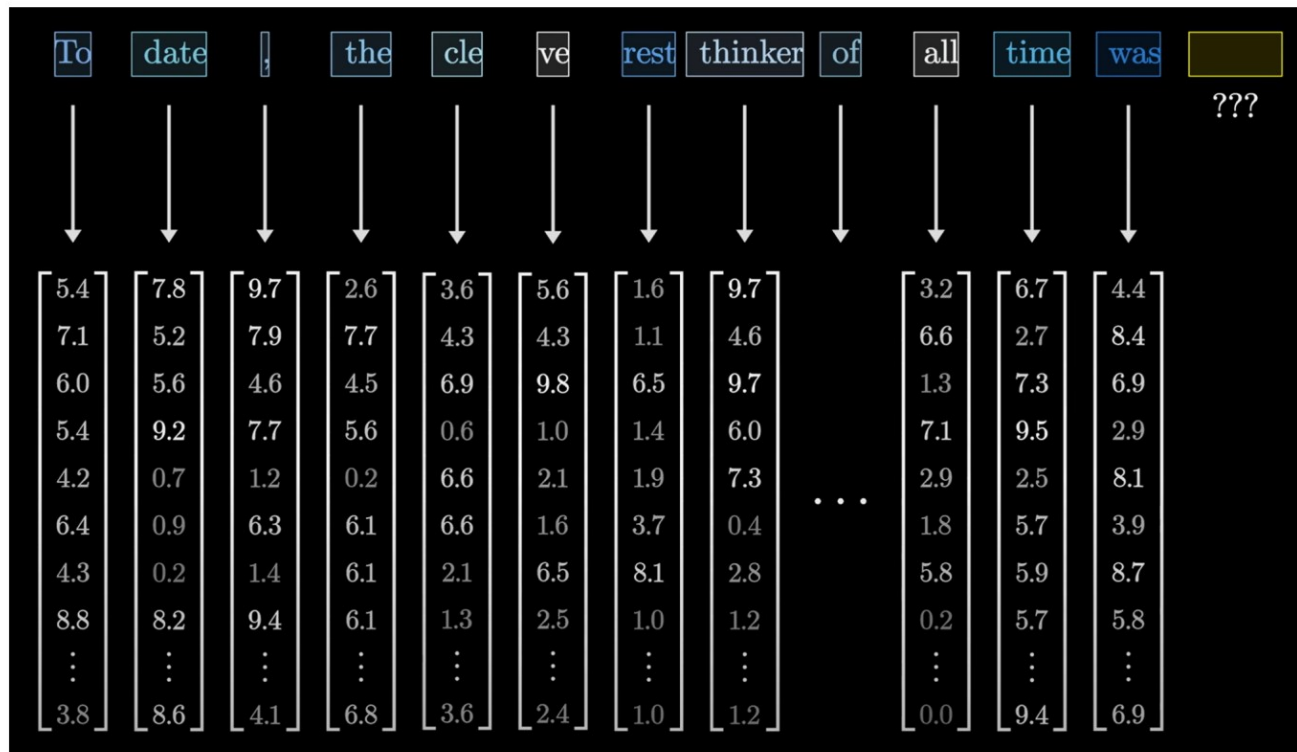 To date , the cle ve rest thinker of all time was
???
5.4 7.8 9.7 2.6 3.6 5.6 1.6 9.7 3.2 6.7 4.4
7.1 5.2 7.9 7.7 4.3 4.3 1.1 4.6 6.6 2.7 8.4
6.0 5.6 4.6 4.5 6.9 9.8 6.5 9.7 1.3 7.3 6.9
5.4 9.2 7.7 5.6 0.6 1.0 1.4 6.0 7.1 9.5 2.9
4.2 0.7 1.2 0.2 6.6 2.1 1.9 7.3 ... 2.9 2.5 8.1
6.4 0.9 6.3 6.1 6.6 1.6 3.7 0.4 1.8 5.7 3.9
4.3 0.2 1.4 6.1 2.1 6.5 8.1 2.8 5.8 5.9 8.7
8.8 8.2 9.4 6.1 1.3 2.5 1.0 1.2 0.2 5.7 5.8
⋮ ⋮ ⋮ ⋮ ⋮ ⋮ ⋮ ⋮ ⋮ ⋮ ⋮
3.8 8.6 4.1 6.8 3.6 2.4 1.0 1.2 0.0 9.4 6.9